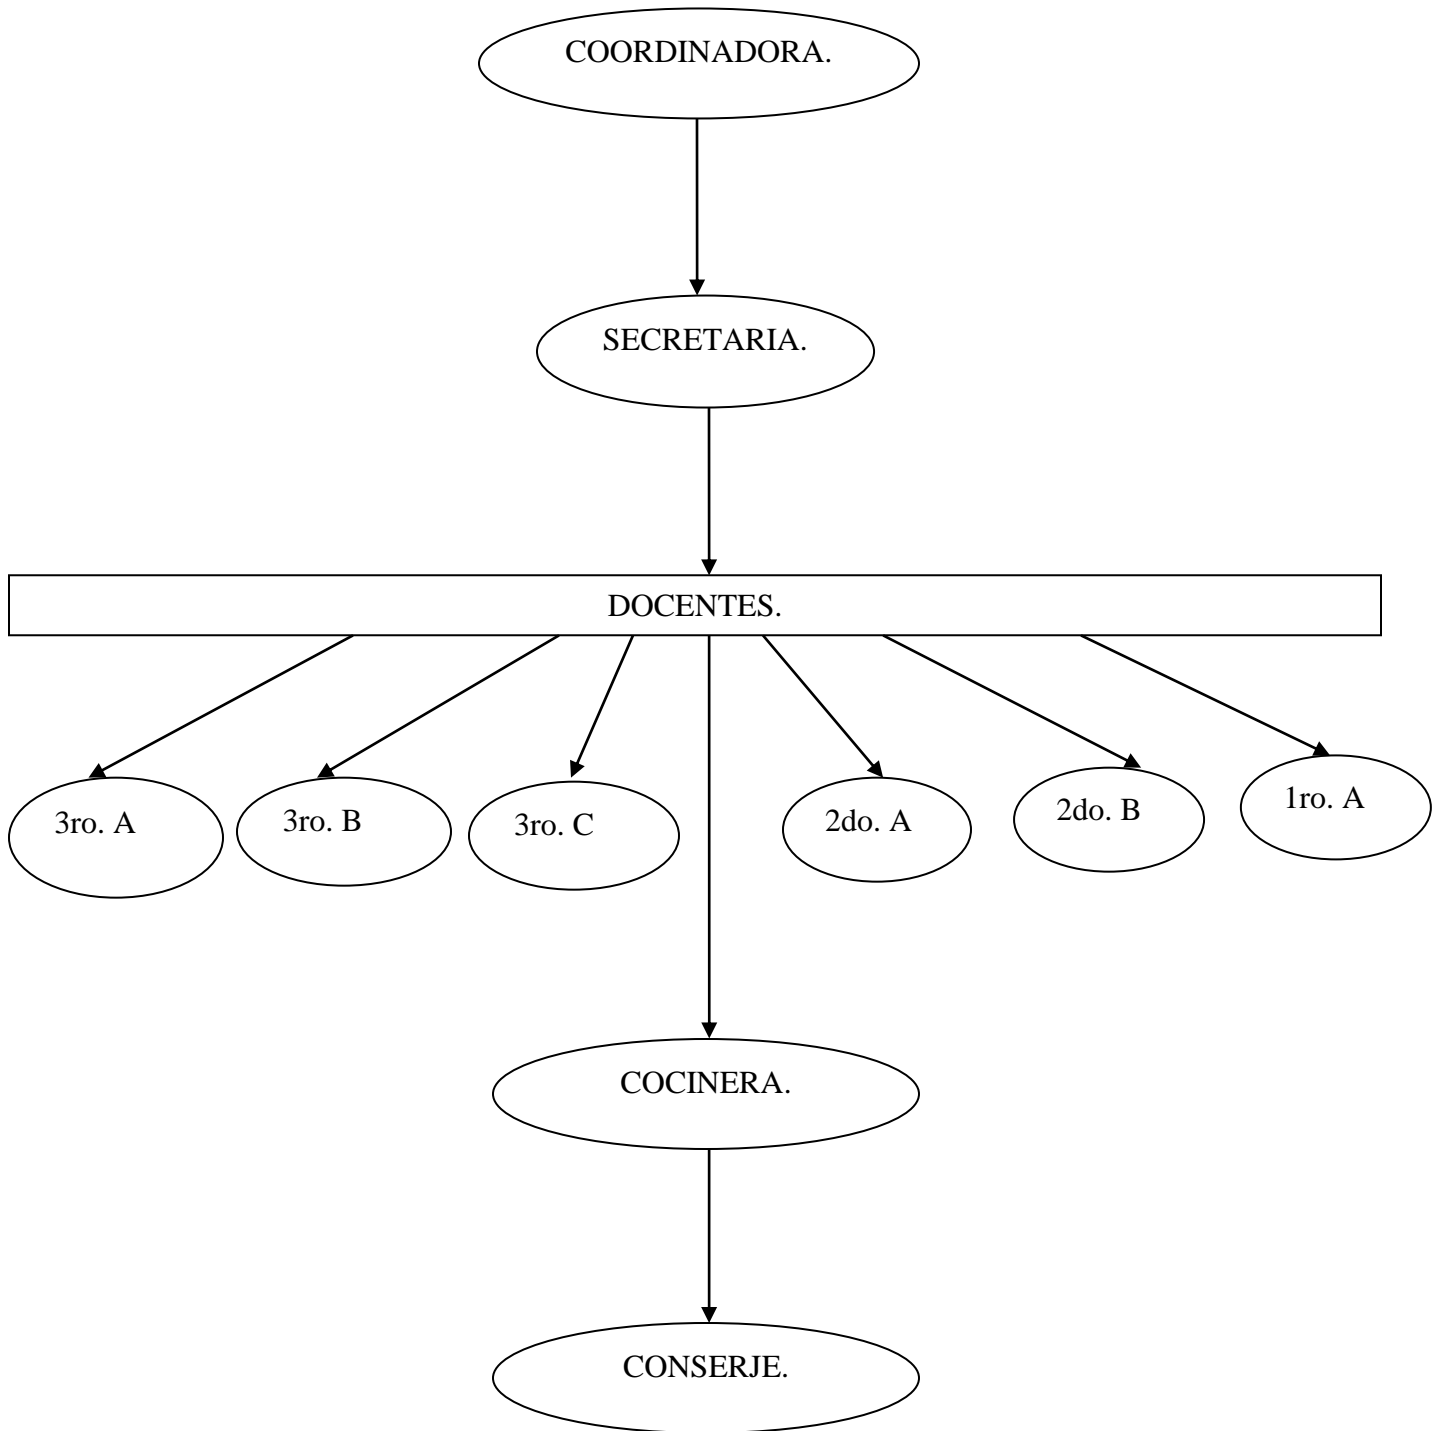 COORDINADORA.
SECRETARIA.
DOCENTES.
3ro. A
3ro. B
3ro. C
2do. A
2do. B
1ro. A
COCINERA.
CONSERJE.